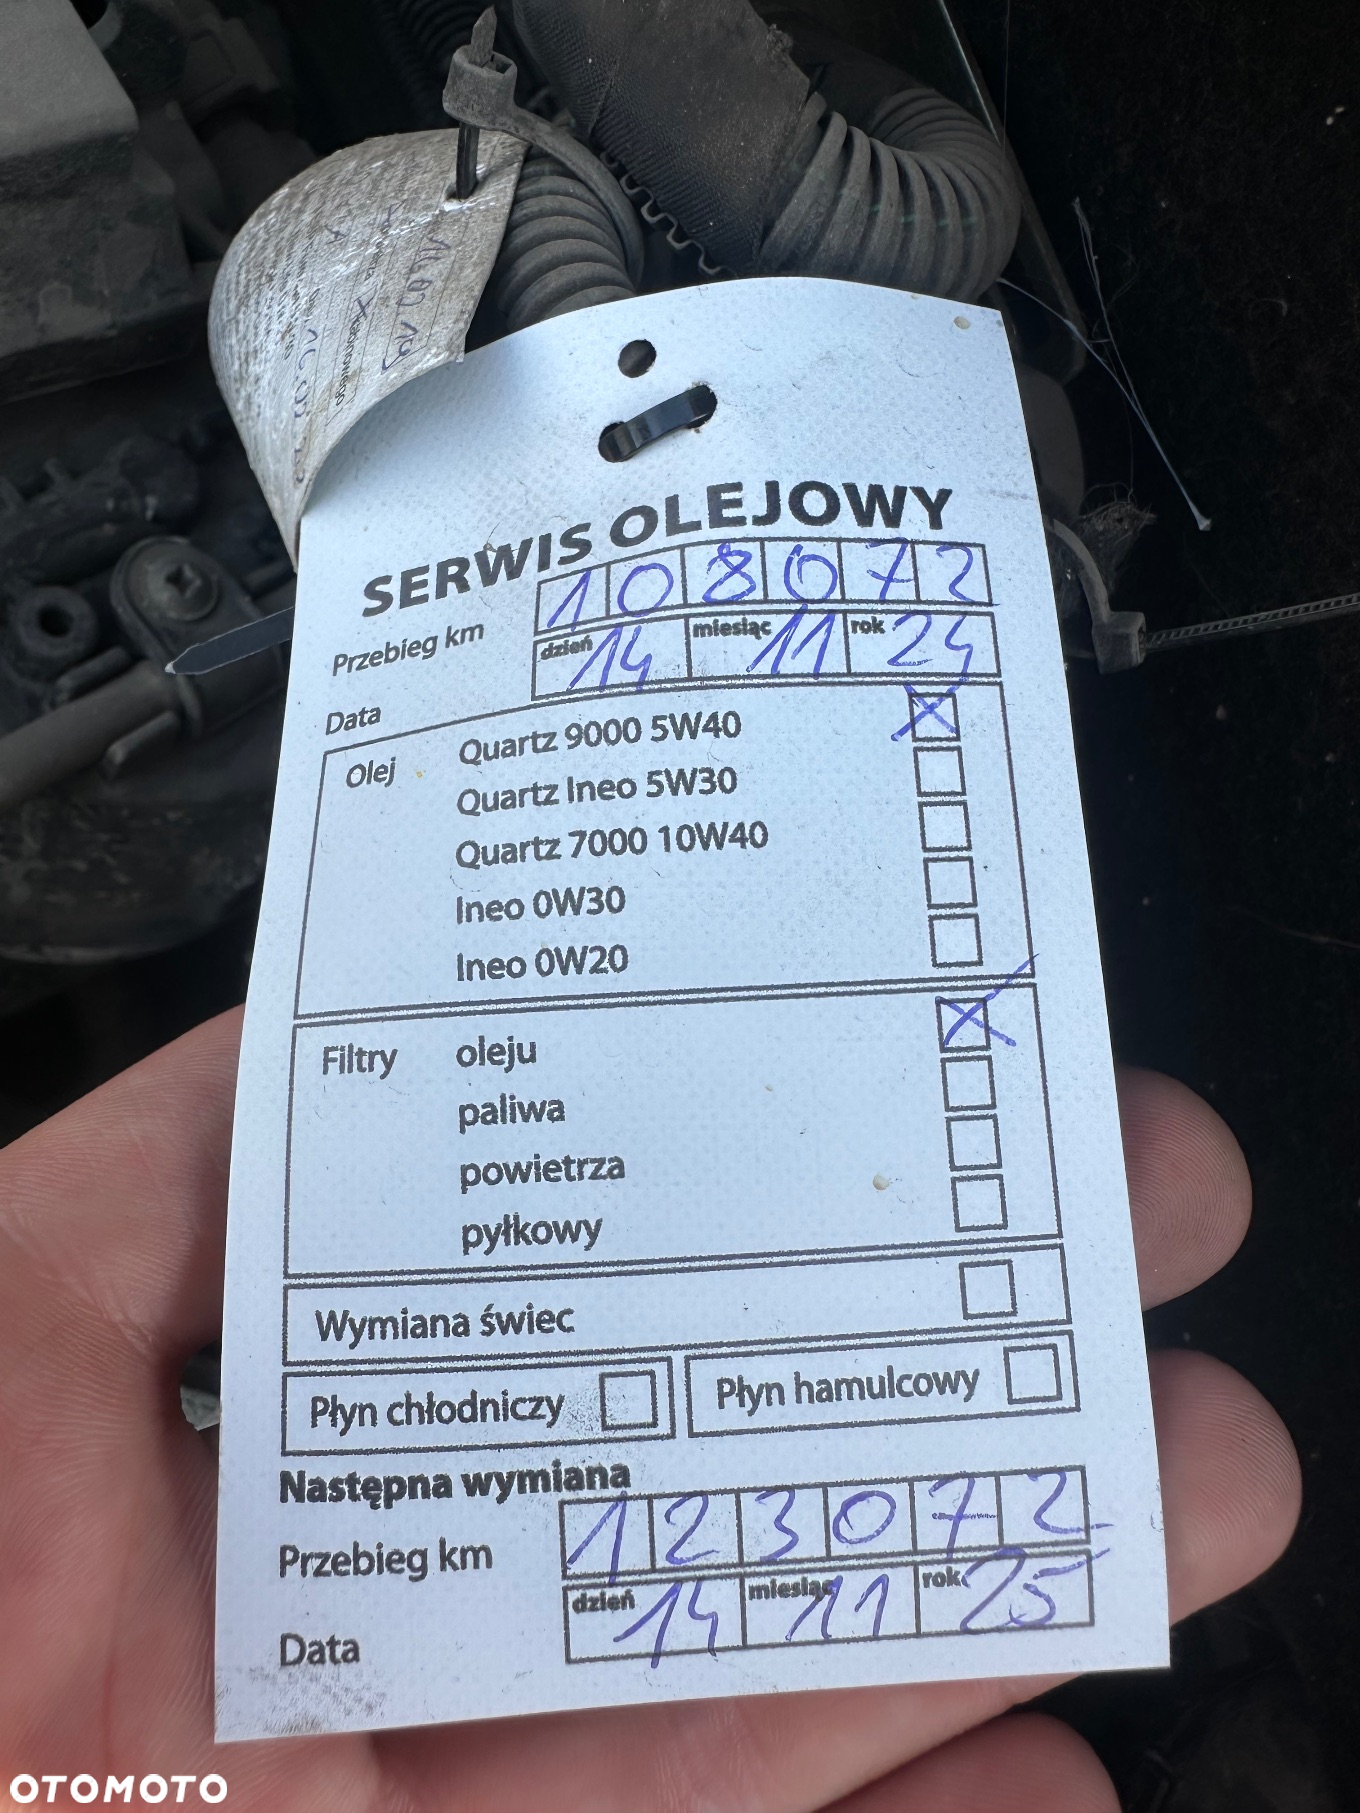 SERWIS OLEJOWY
Przebieg km 108072
Data dzień 14 miesiąc 11 rok 24
Olej Quartz 9000 5W40 X
Quartz Ineo 5W30
Quartz 7000 10W40
Ineo 0W30
Ineo 0W20
Filtry oleju X
paliwa
powietrza
pyłkowy
Wymiana świec
Płyn chłodniczy Płyn hamulcowy
Następna wymiana
Przebieg km 123072
Data dzień 14 miesiąc 11 rok 25
OTOMOTO